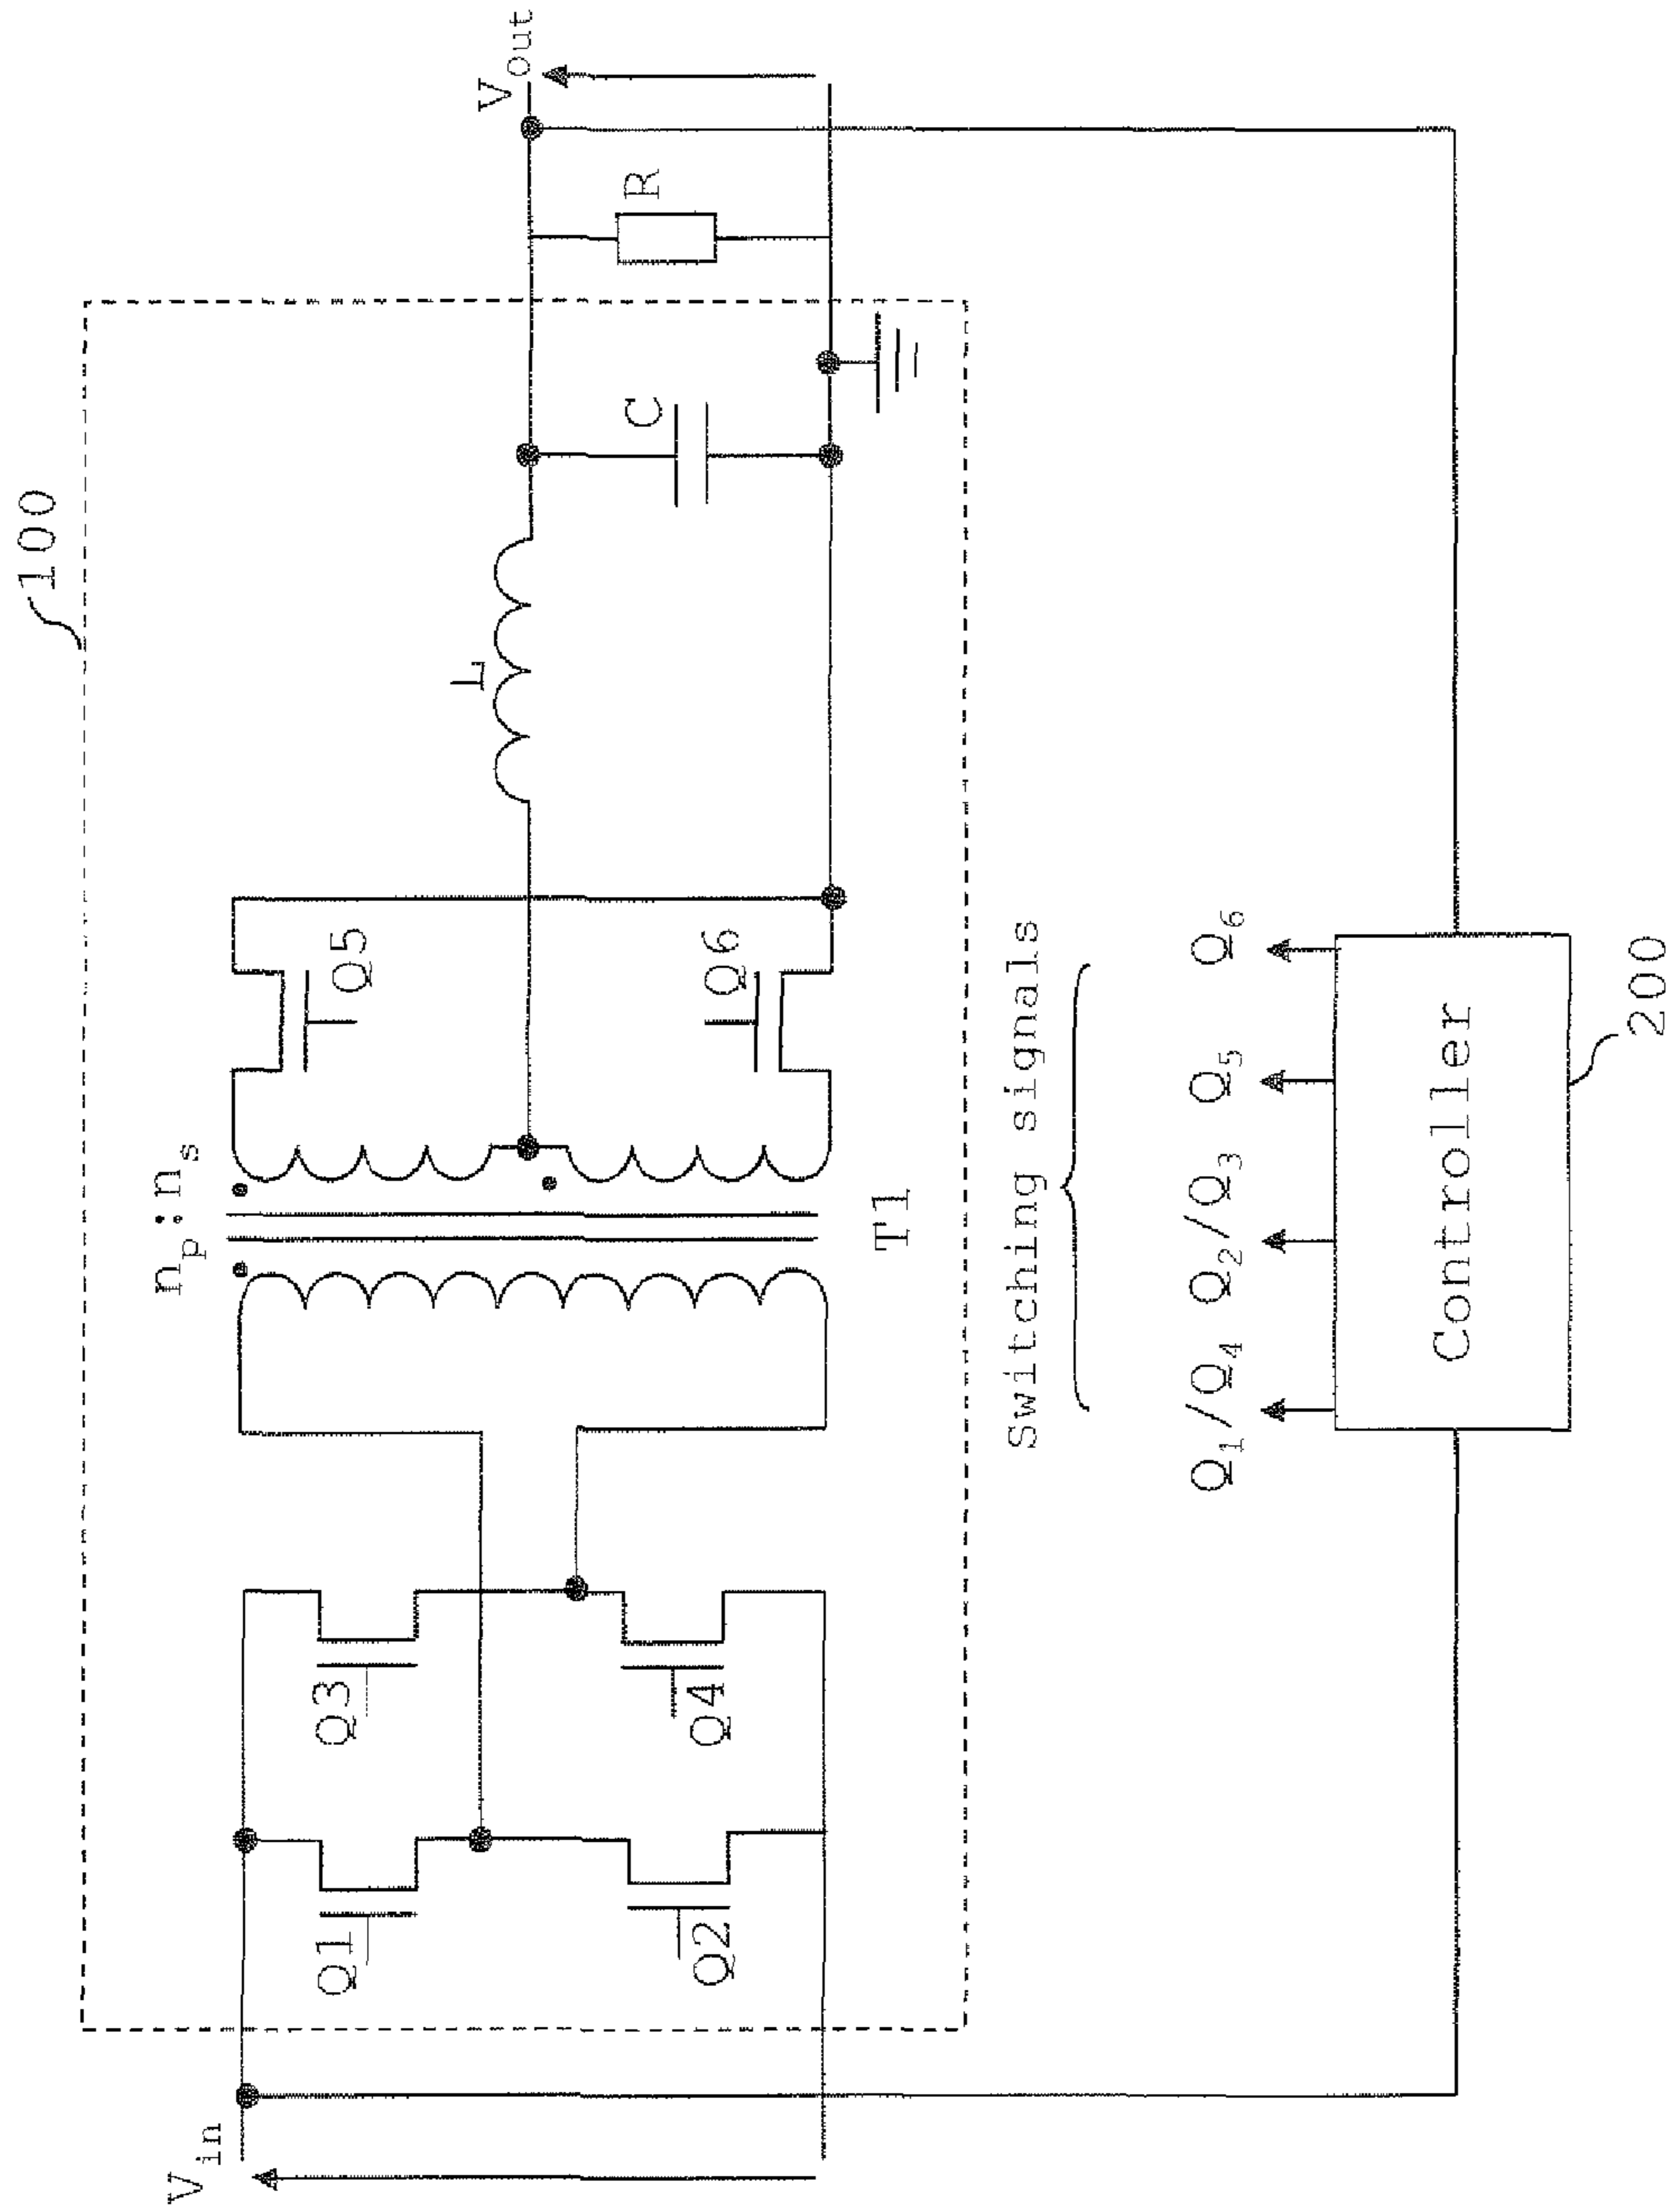 100
n_p:n_s
V_in
V_out
Q1
Q3
Q5
L
C
R
Q2
Q4
Q6
T1
Switching signals
Q_1/Q_4 Q_2/Q_3 Q_5 Q_6
Controller
200